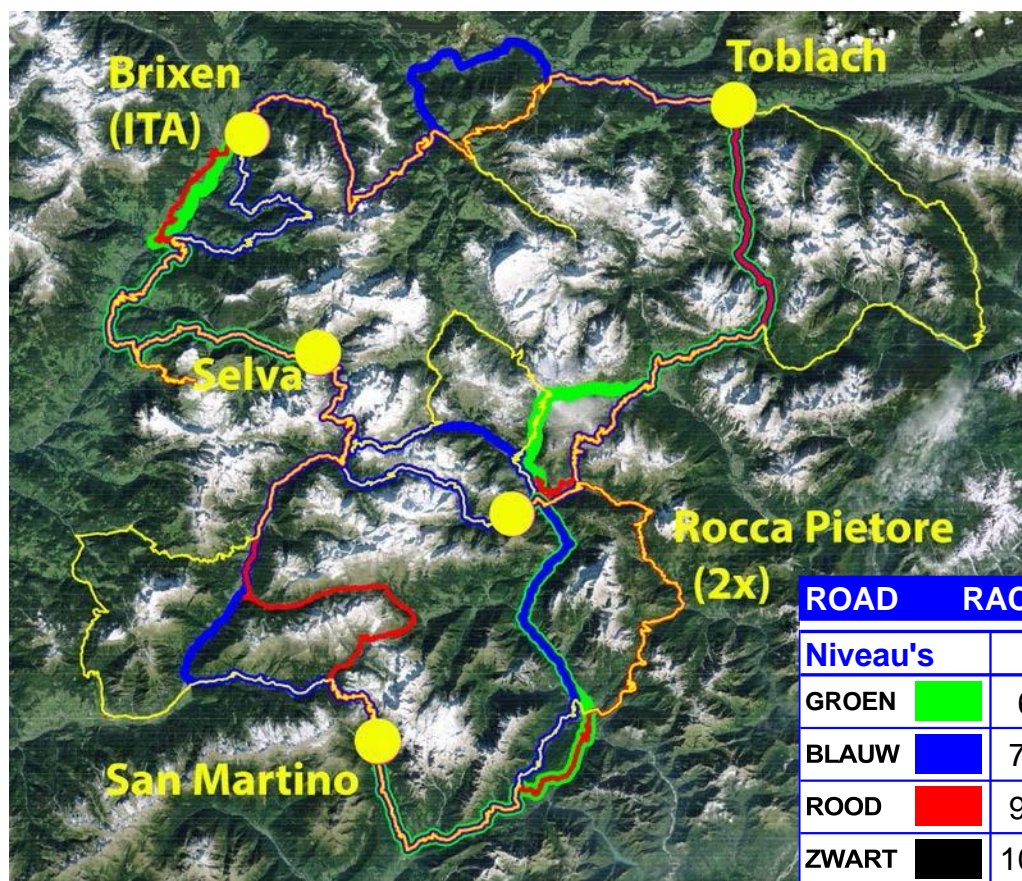 Toblach
Brixen
(ITA)
Selva
Rocca Pietore
(2x)
San Martino
ROAD
Niveau's
GROEN
BLAUW
ROOD
ZWART